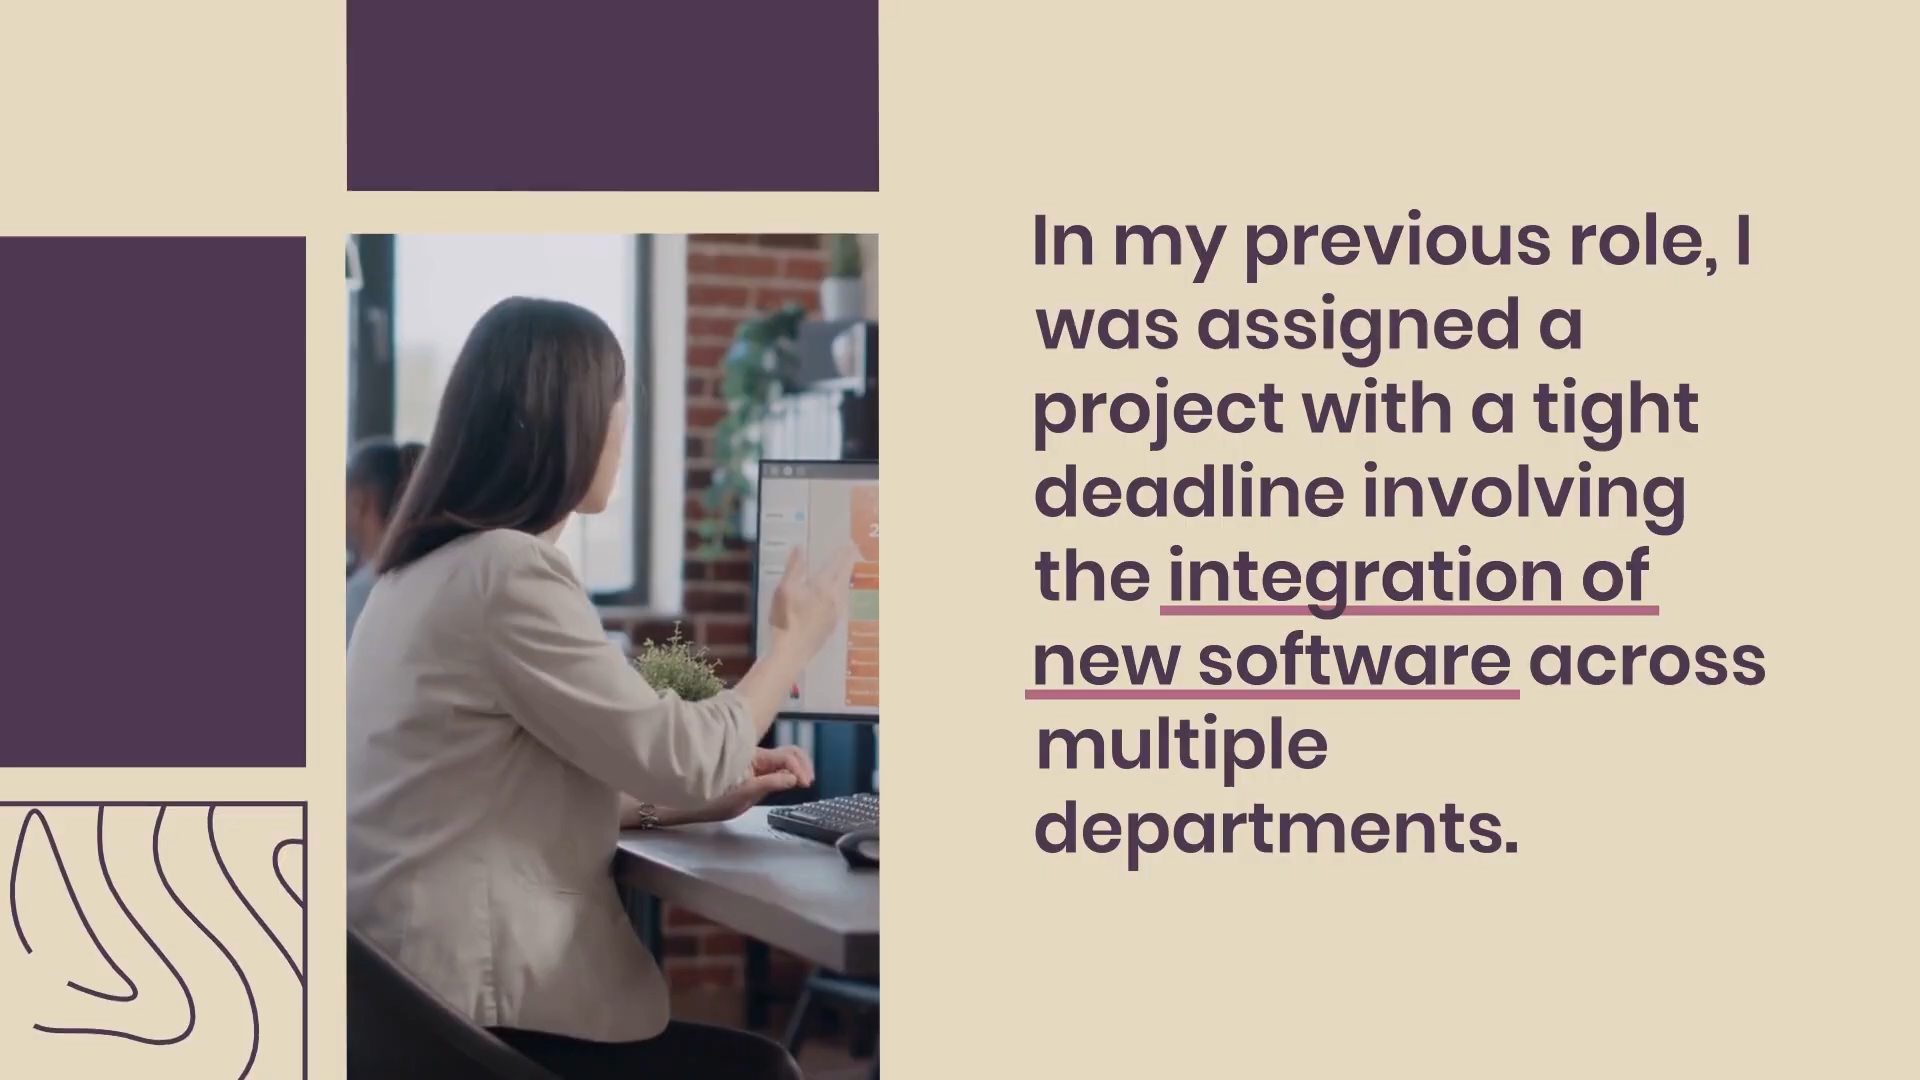 In my previous role, I
was assigned a
project with a tight
deadline involving
the integration of
new software across
multiple
departments.